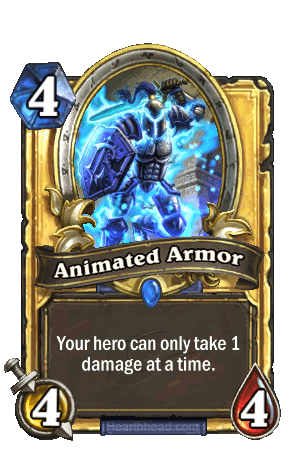 4
Animated Armor
Your hero can only take 1
damage at a time.
4
4
Hearthhead.com